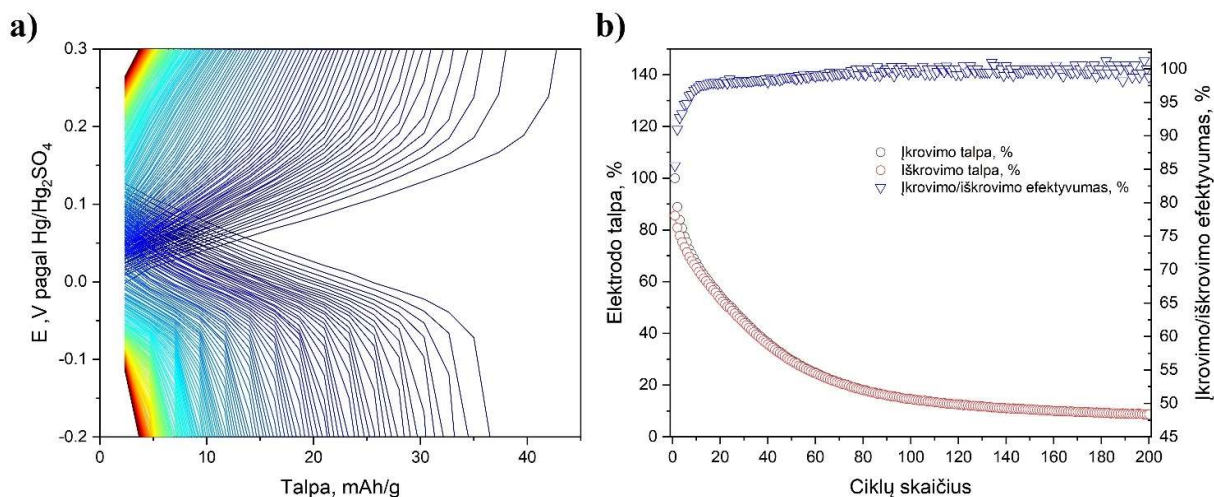 a)
0.3
0.2
0.1
0.0
-0.1
-0.2
E ,V pagal Hg/Hg₂SO₄
0
10
20
30
40
Talpa, mAh/g
b)
140
120
100
80
60
40
20
0
Elektrodo talpa, %
Įkrovimo talpa, %
Iškrovimo talpa, %
Įkrovimo/iškrovimo efektyvumas, %
100
95
90
85
80
75
70
65
60
55
50
45
Įkrovimo/iškrovimo efektyvumas, %
0 20 40 60 80 100 120 140 160 180 200
Ciklų skaičius